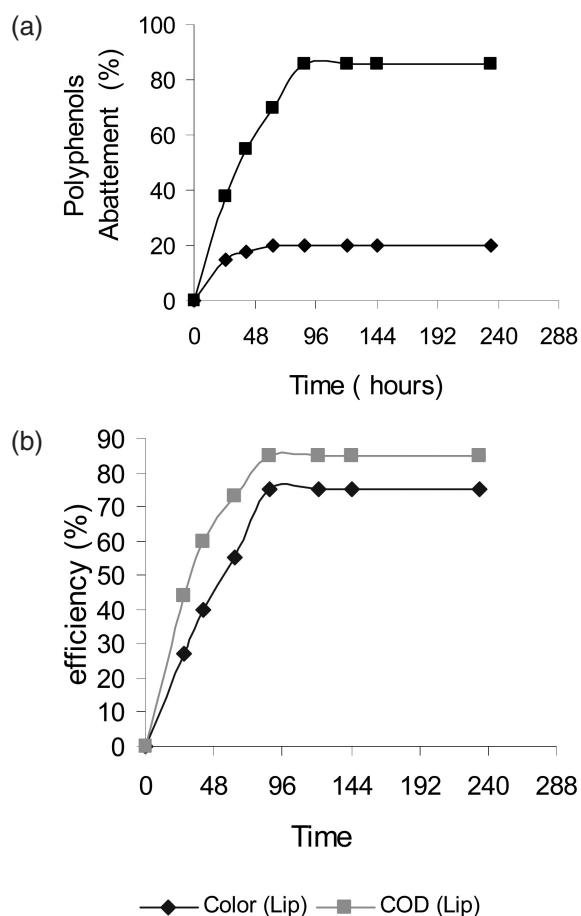 (a)
Polyphenols
Abattement (%)
100
80
60
40
20
0
0 48 96 144 192 240 288
Time ( hours)
(b)
efficiency (%)
90
80
70
60
50
40
30
20
10
0
0 48 96 144 192 240 288
Time
Color (Lip) COD (Lip)